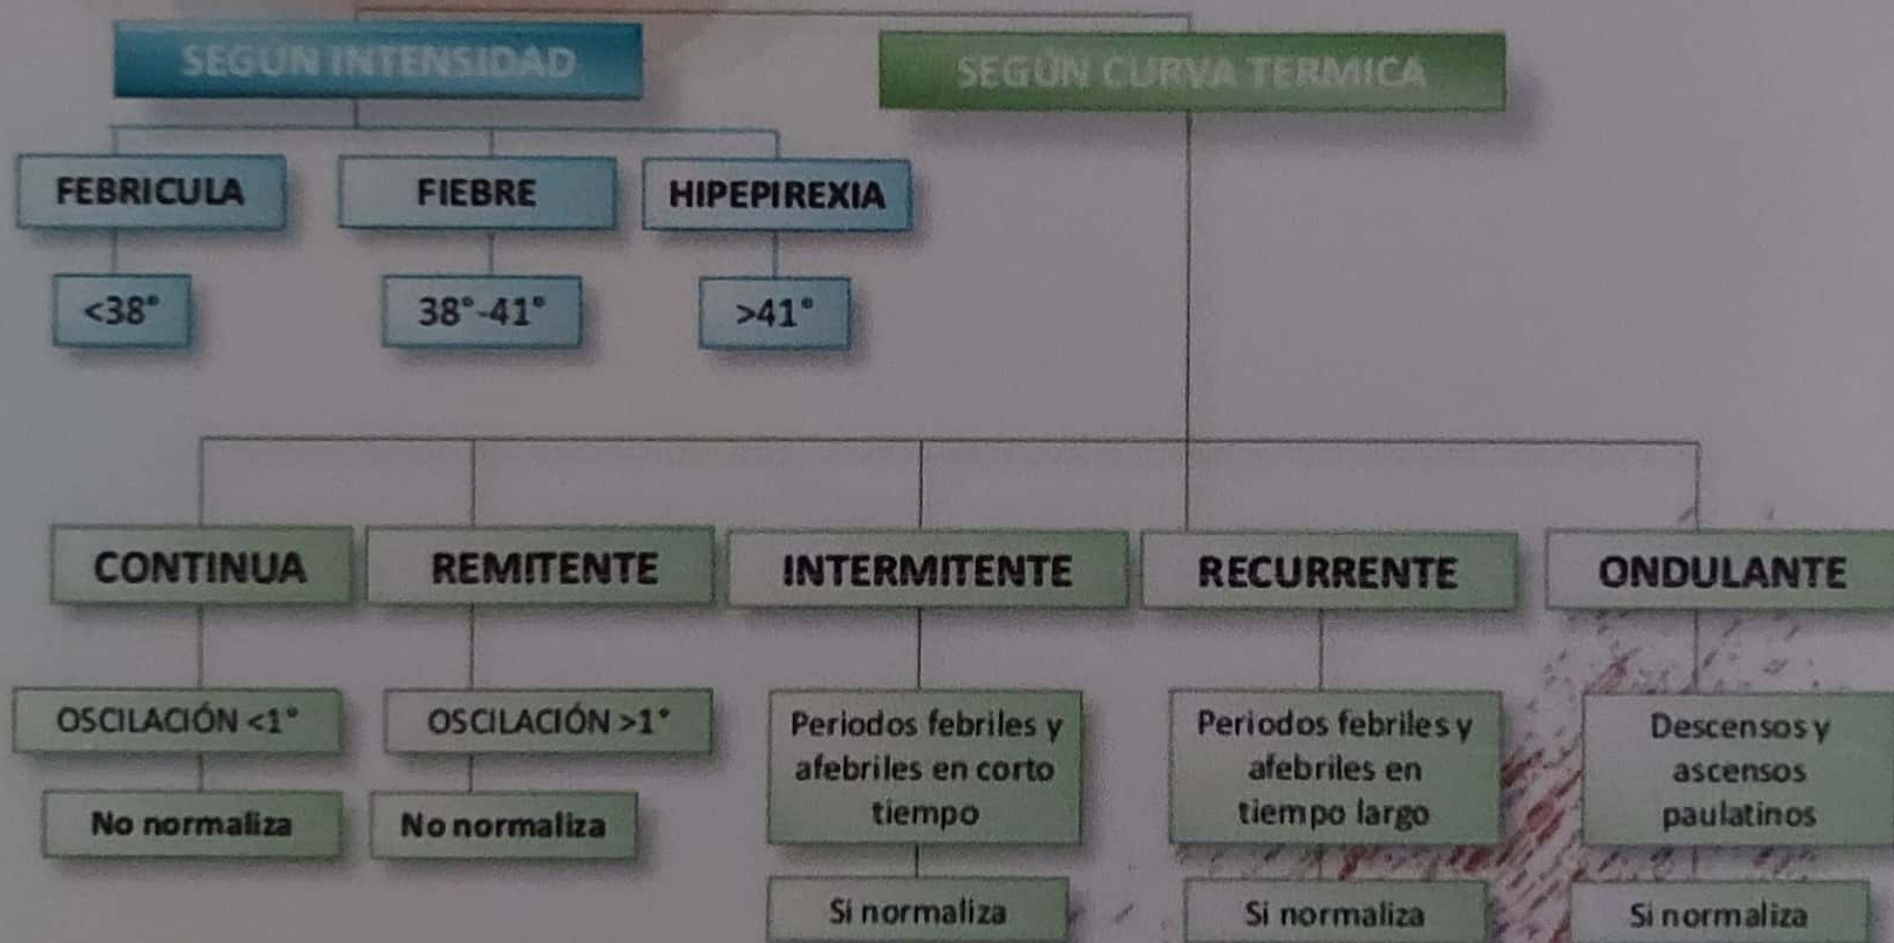 SEGÚN INTENSIDAD
SEGÚN CURVA TERMICA
FEBRICULA
FIEBRE
HIPEPIREXIA
<38°
38°-41°
>41°
CONTINUA
REMITENTE
INTERMITENTE
RECURRENTE
ONDULANTE
OSCILACIÓN <1°
OSCILACIÓN >1°
Periodos febriles y
afebriles en corto
tiempo
Periodos febriles y
afebriles en
tiempo largo
Descensos y
ascensos
paulatinos
No normaliza
No normaliza
Si normaliza
Si normaliza
Si normaliza